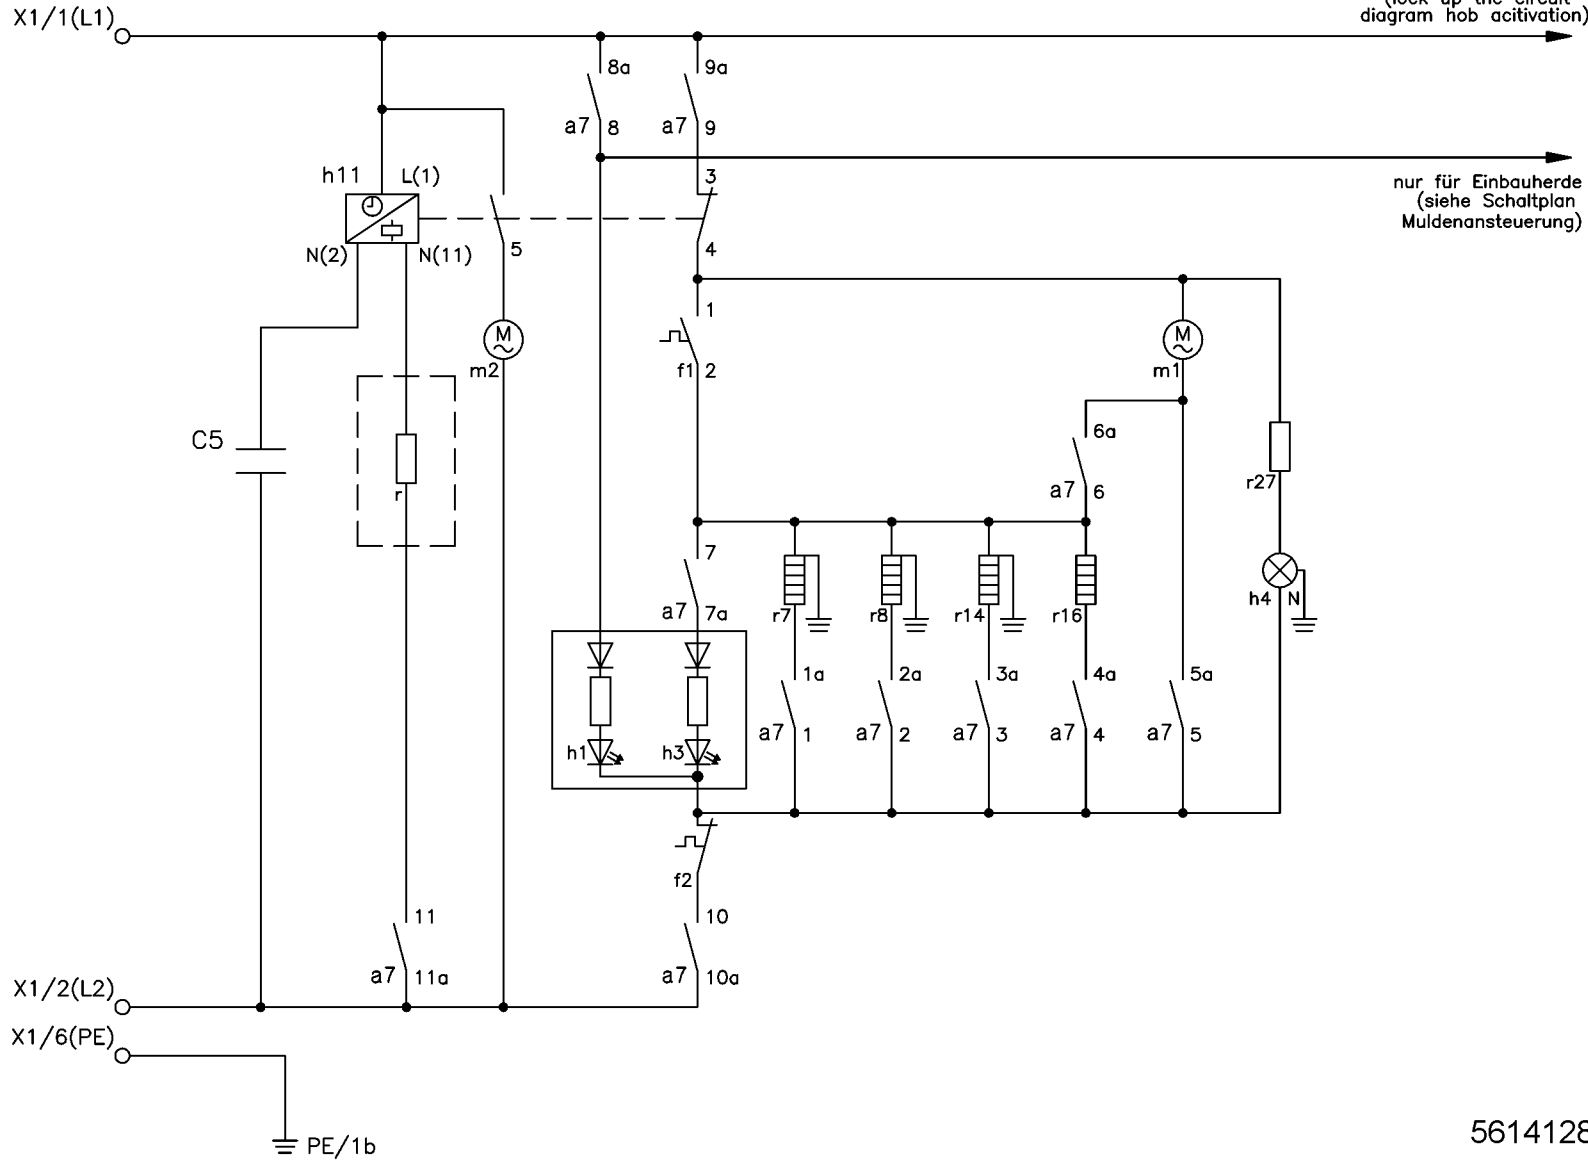 X1/1(L1)
(lock up the circuit
diagram hob acitivation)
8a
9a
a7 8
a7 9
h11
L(1)
3
nur für Einbauherde
(siehe Schaltplan
Muldenansteuerung)
N(2)
N(11)
5
4
1
M
m2
f1 2
M
m1
C5
r
6a
a7 6
r27
7
a7 7a
r7
r8
r14
r16
h4 N
1a
2a
3a
4a
5a
h1
h3
a7 1
a7 2
a7 3
a7 4
a7 5
f2
11
10
a7 11a
a7 10a
X1/2(L2)
X1/6(PE)
PE/1b
5614128